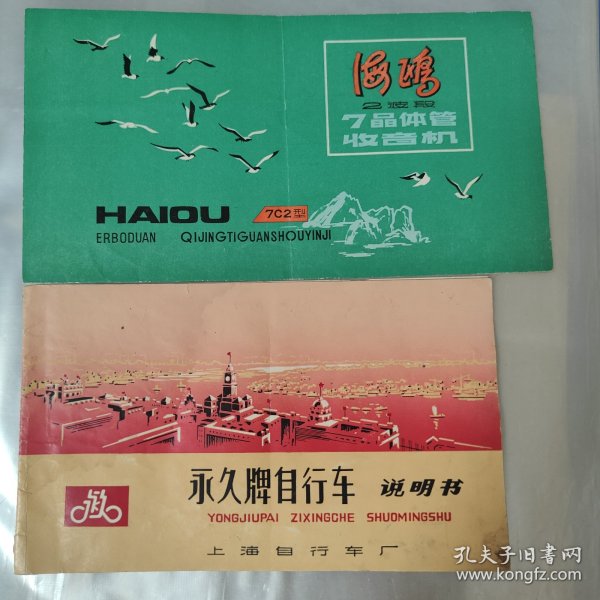 海鸥
2波段
7晶体管
收音机
HAIOU 7C2型
ERBODUAN QIJINGTIGUANSHOUYINJI
永久牌自行车 说明书
YONGJIUPAI ZIXINGCHE SHUOMINGSHU
上海自行车厂
孔夫子旧书网
www.kongfz.com